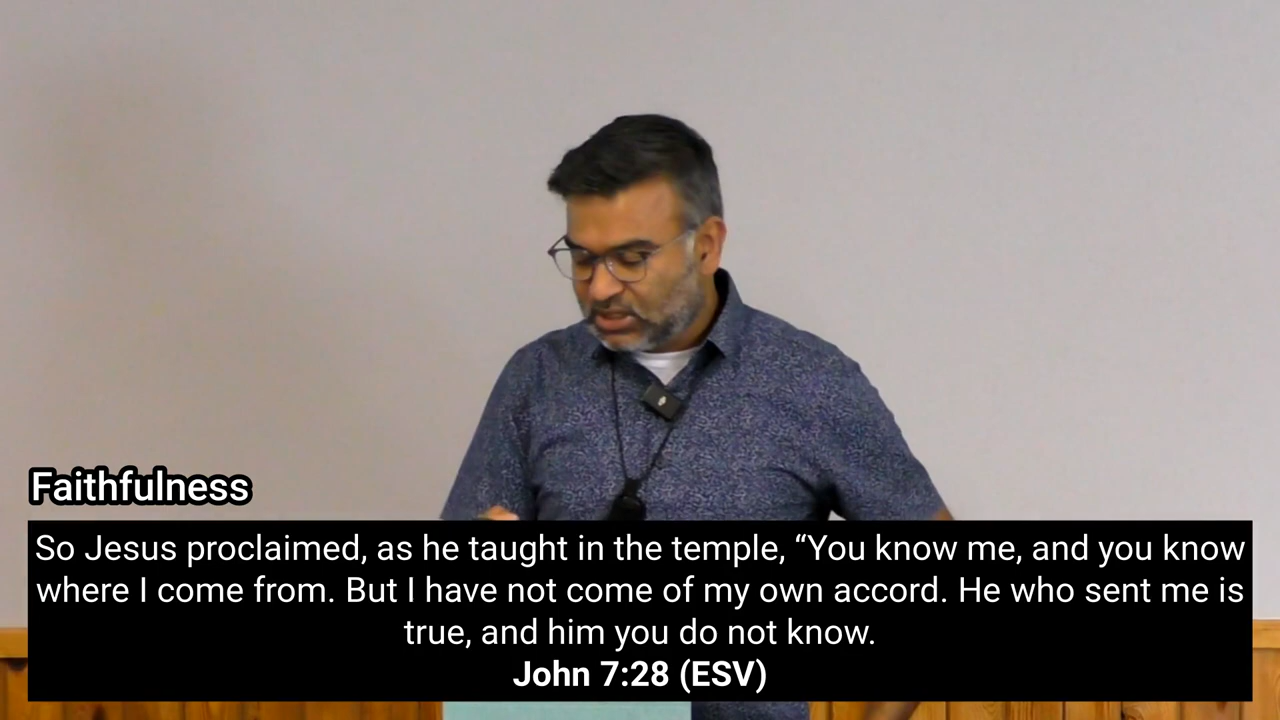 Faithfulness
So Jesus proclaimed, as he taught in the temple, “You know me, and you know
where I come from. But I have not come of my own accord. He who sent me is
true, and him you do not know.
John 7:28 (ESV)